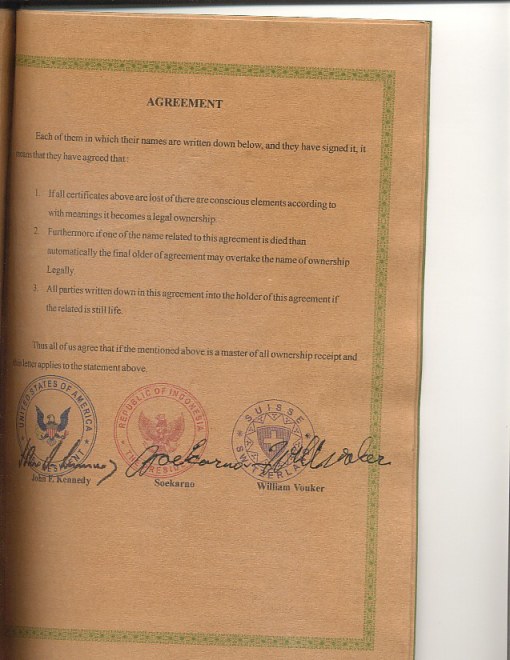 AGREEMENT
Each of them in which their names are written down below, and they have signed it, it
mean that they have agreed that:
1. If all certificates above are lost of there are conscious elements according to
with meanings it becomes a legal ownership.
2. Furthermore if one of the name related to this agreement is died than
automatically the final older of agreement may overtake the name of ownership
Legally
3. All parties written down in this agreement into the holder of this agreement if
the related is still life.
Thus all of us agree that if the mentioned above is a master of all ownership receipt and
the letter applies to the statement above.
UNITED STATES OF AMERICA
REPUBLIC OF INDONESIA
SUISSE
SWITZERLAND
Soekarno
John F. Kennedy
Soekarno
William Vouker